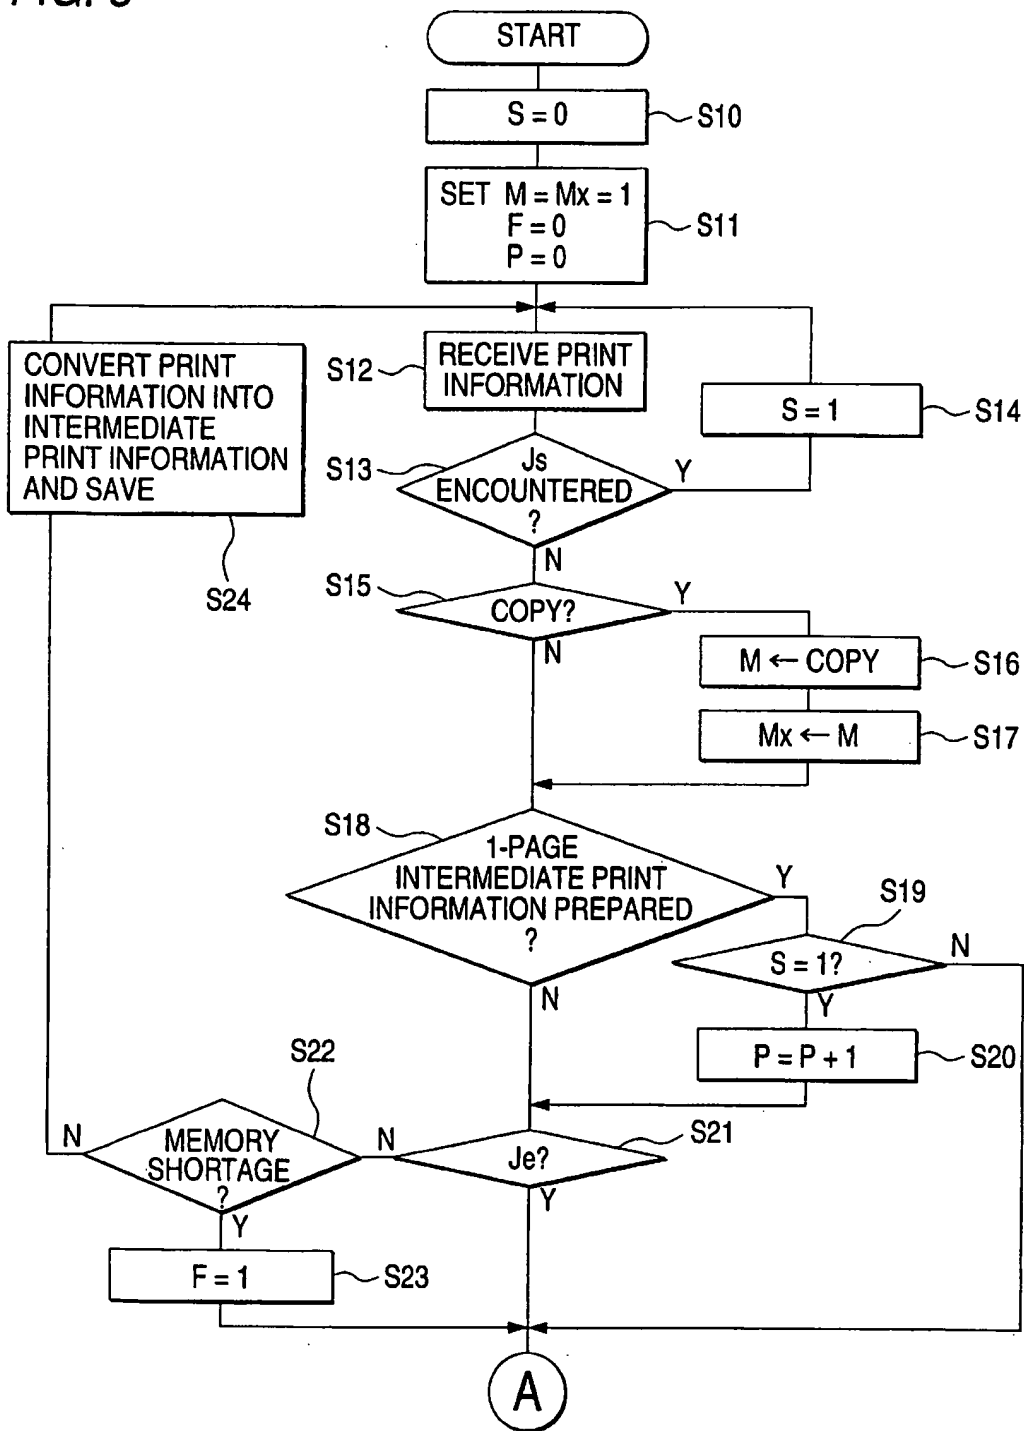 START
S = 0
S10
SET M = Mx = 1
F = 0
P = 0
S11
CONVERT PRINT
INFORMATION INTO
INTERMEDIATE
PRINT INFORMATION
AND SAVE
S24
S12
RECEIVE PRINT
INFORMATION
S = 1
S14
S13
Js
ENCOUNTERED
?
Y
N
S15
COPY?
Y
N
M ← COPY
S16
Mx ← M
S17
S18
1-PAGE
INTERMEDIATE PRINT
INFORMATION PREPARED
?
Y
N
S19
S = 1?
N
Y
P = P + 1
S20
S22
MEMORY
SHORTAGE
?
N
Y
N
Je?
S21
Y
F = 1
S23
A